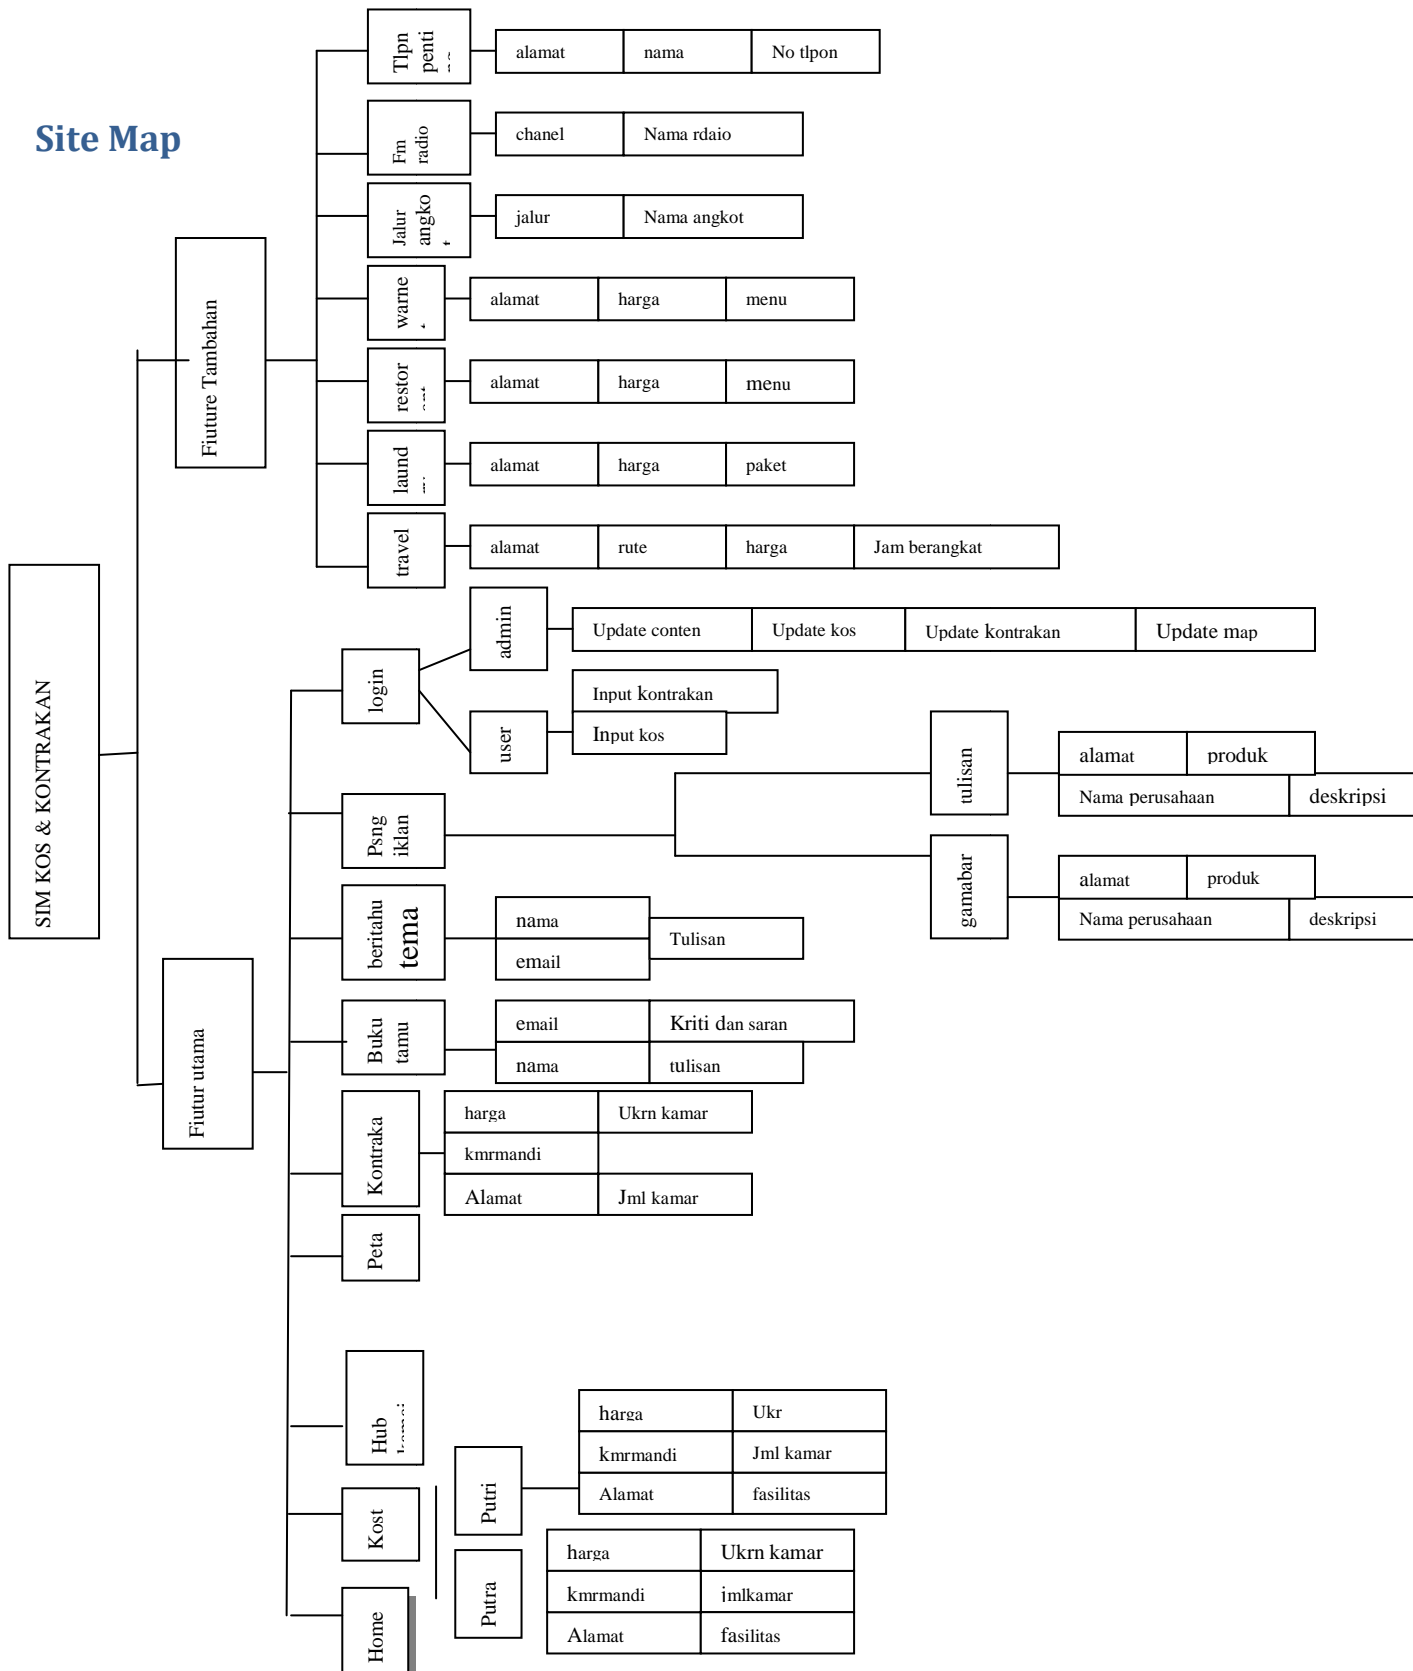 Site Map
SIM KOS & KONTRAKAN
Fiuture Tambahan
Tlpn
penti
alamat
nama
No tlpon
Fm
radio
chanel
Nama rdaio
Jalur
angko
jalur
Nama angkot
warne
alamat
harga
menu
restor
alamat
harga
menu
laund
alamat
harga
paket
travel
alamat
rute
harga
Jam berangkat
Fiutur utama
login
admin
Update conten
Update kos
Update kontrakan
Update map
user
Input kontrakan
Input kos
Psng
iklan
tulisan
alamat
produk
Nama perusahaan
deskripsi
gamabar
alamat
produk
Nama perusahaan
deskripsi
beritahu
tema
nama
email
Tulisan
Buku
tamu
email
Kriti dan saran
nama
tulisan
Kontraka
harga
Ukrn kamar
kmrmandi
Alamat
Jml kamar
Peta
Hub
Kost
Putri
harga
Ukr
kmrmandi
Jml kamar
Alamat
fasilitas
Putra
harga
Ukrn kamar
kmrmandi
jmlkamar
Alamat
fasilitas
Home